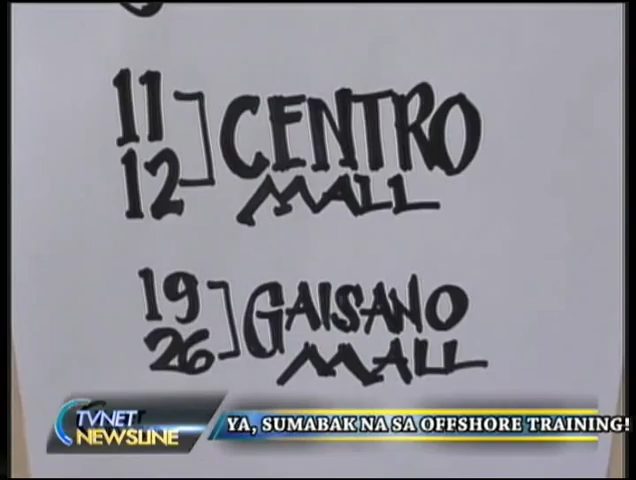 11
12
CENTRO
MALL
19
26
GAISANO
MALL
TVNET
NEWSLINE
YA, SUMABAK NA SA OFFSHORE TRAINING!